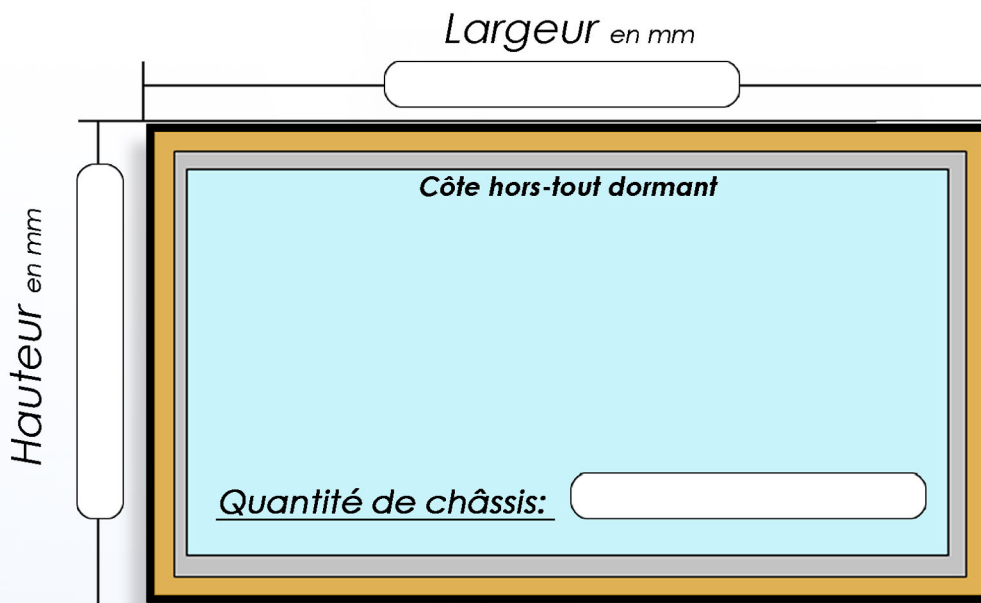 Largeur en mm
Côte hors-tout dormant
Hauteur en mm
Quantité de châssis: